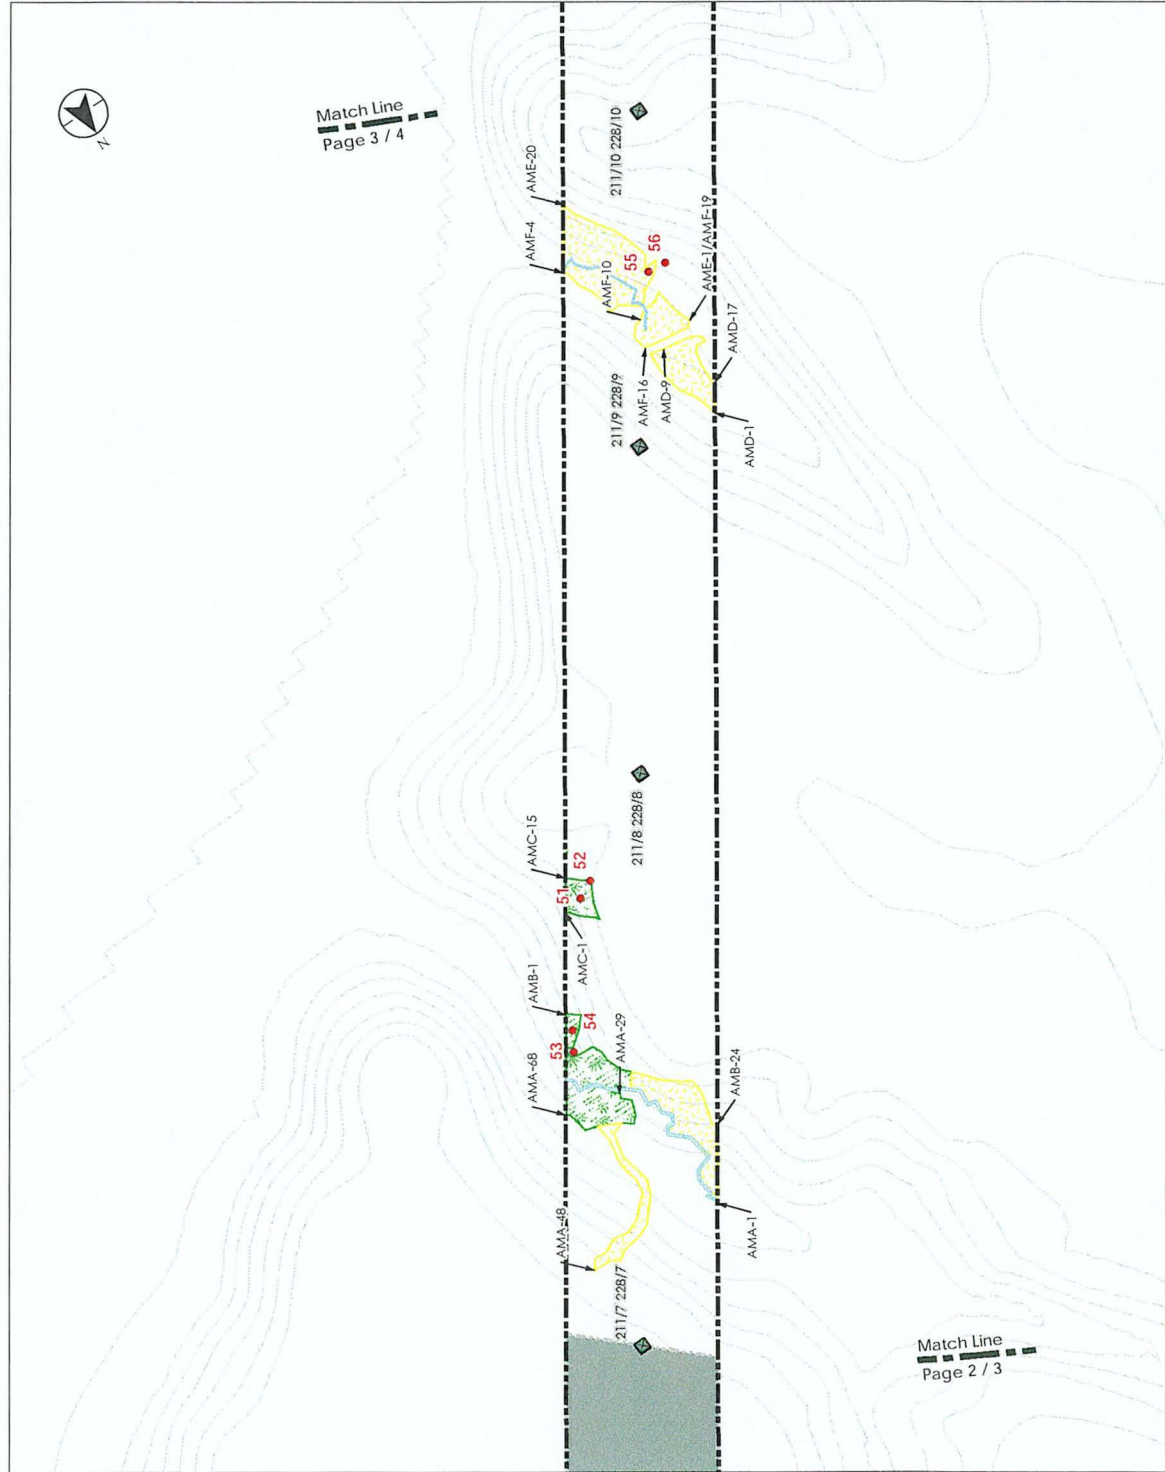 N
Match Line
Page 3 / 4
211/10 228/10
AME-20
AMF-4
AMF-10
55
56
AME-1/AMF-19
AMD-17
AMF-16
AMD-9
211/9 228/9
AMD-1
211/8 228/8
AMC-15
52
51
AMC-1
AMB-1
54
53
AMA-29
AMA-68
AMB-24
AMA-48
AMA-1
211/7 228/7
Match Line
Page 2 / 3